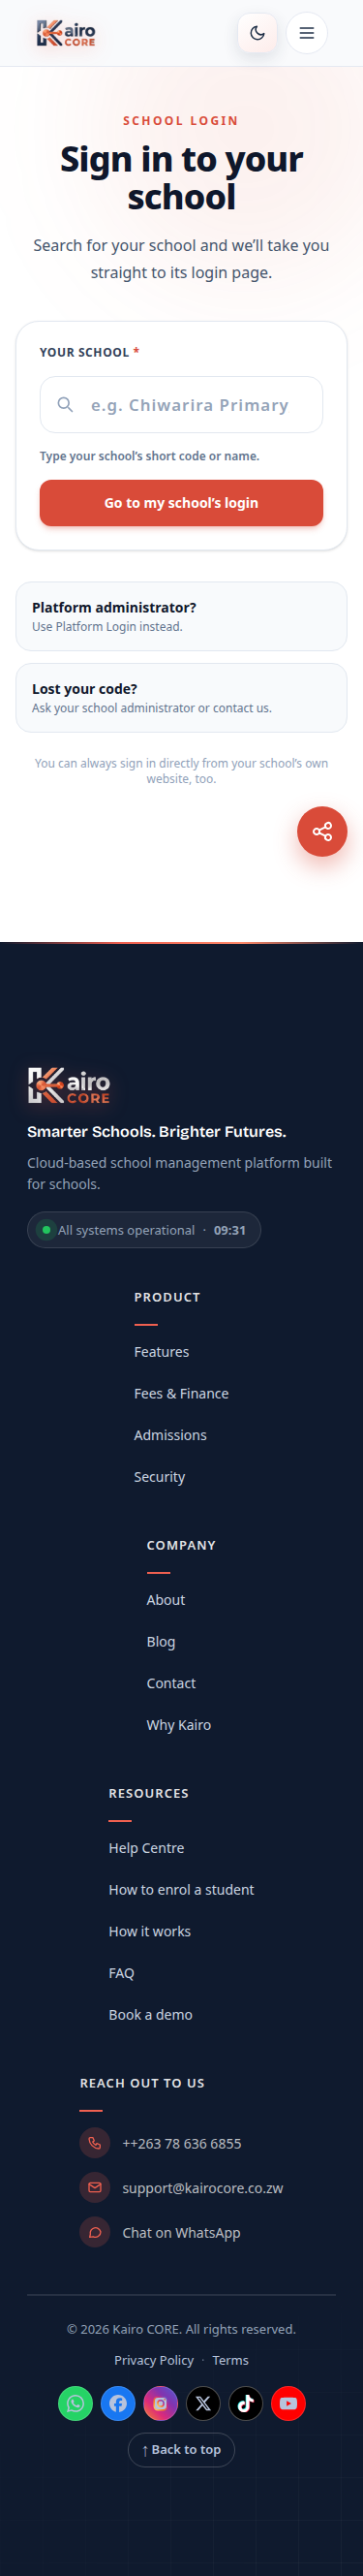 Kairo
CORE
SCHOOL LOGIN
Sign in to your
school
Search for your school and we’ll take you
straight to its login page.
YOUR SCHOOL *
e.g. Chiwarira Primary
Type your school’s short code or name.
Go to my school’s login
Platform administrator?
Use Platform Login instead.
Lost your code?
Ask your school administrator or contact us.
You can always sign in directly from your school’s own
website, too.
Kairo
CORE
Smarter Schools. Brighter Futures.
Cloud-based school management platform built
for schools.
All systems operational · 09:31
PRODUCT
Features
Fees & Finance
Admissions
Security
COMPANY
About
Blog
Contact
Why Kairo
RESOURCES
Help Centre
How to enrol a student
How it works
FAQ
Book a demo
REACH OUT TO US
++263 78 636 6855
support@kairocore.co.zw
Chat on WhatsApp
© 2026 Kairo CORE. All rights reserved.
Privacy Policy · Terms
↑ Back to top